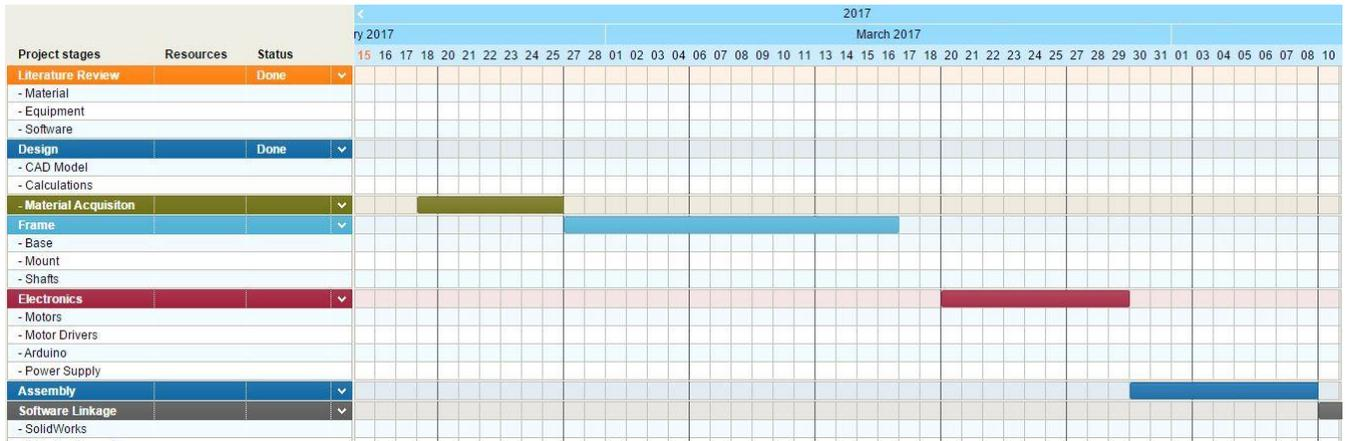 2017
ry 2017 March 2017
Project stages Resources Status 15 16 17 18 20 21 22 23 24 25 27 28 01 02 03 04 06 07 08 09 10 11 13 14 15 16 17 18 20 21 22 23 24 25 27 28 29 30 31 01 03 04 05 06 07 08 10
Literature Review Done
- Material
- Equipment
- Software
Design Done
- CAD Model
- Calculations
- Material Acquisiton
Frame
- Base
- Mount
- Shafts
Electronics
- Motors
- Motor Drivers
- Arduino
- Power Supply
Assembly
Software Linkage
- SolidWorks